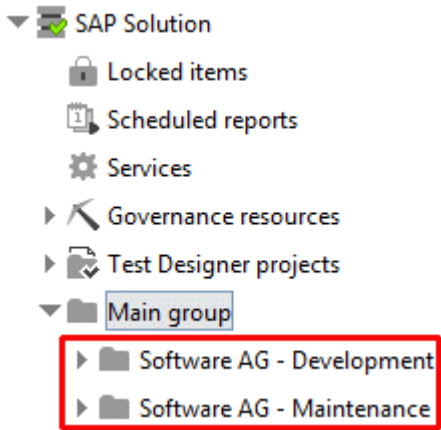 SAP Solution
Locked items
Scheduled reports
Services
Governance resources
Test Designer projects
Main group
Software AG - Development
Software AG - Maintenance